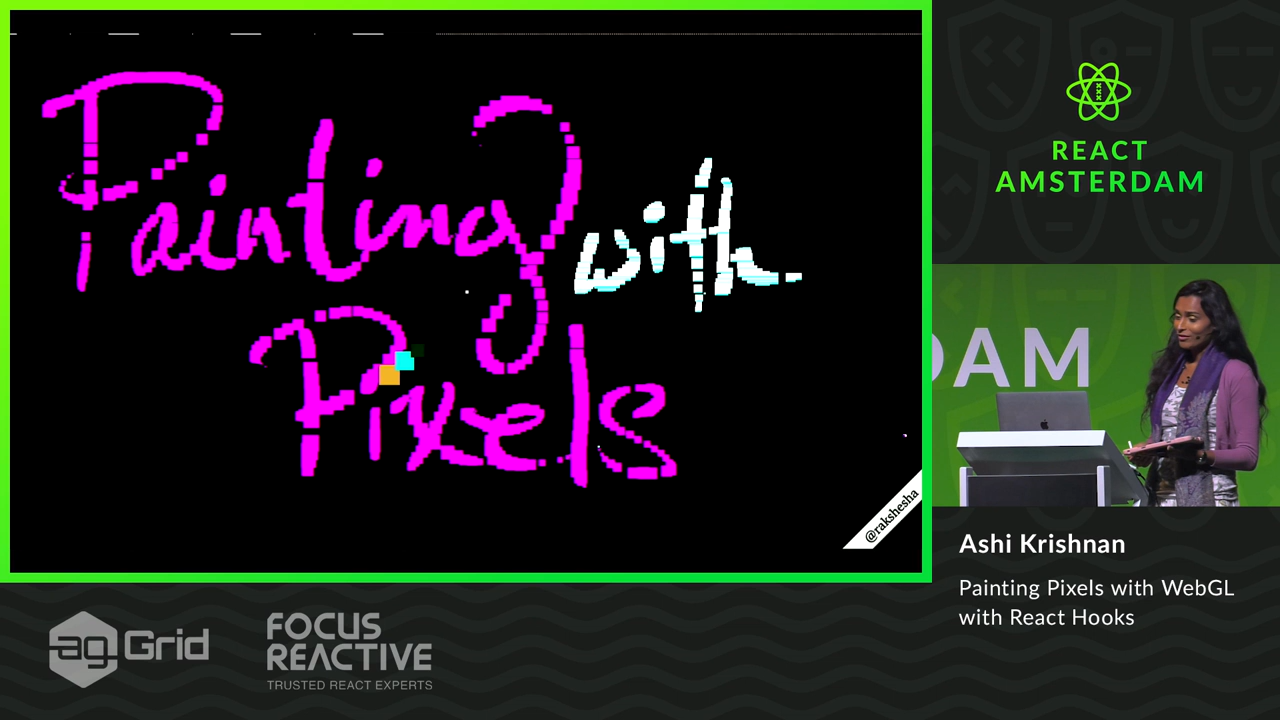 Painting with
Pixels
@rakshesha
REACT
AMSTERDAM
DAM
Ashi Krishnan
Painting Pixels with WebGL
with React Hooks
ag Grid
FOCUS
REACTIVE
TRUSTED REACT EXPERTS